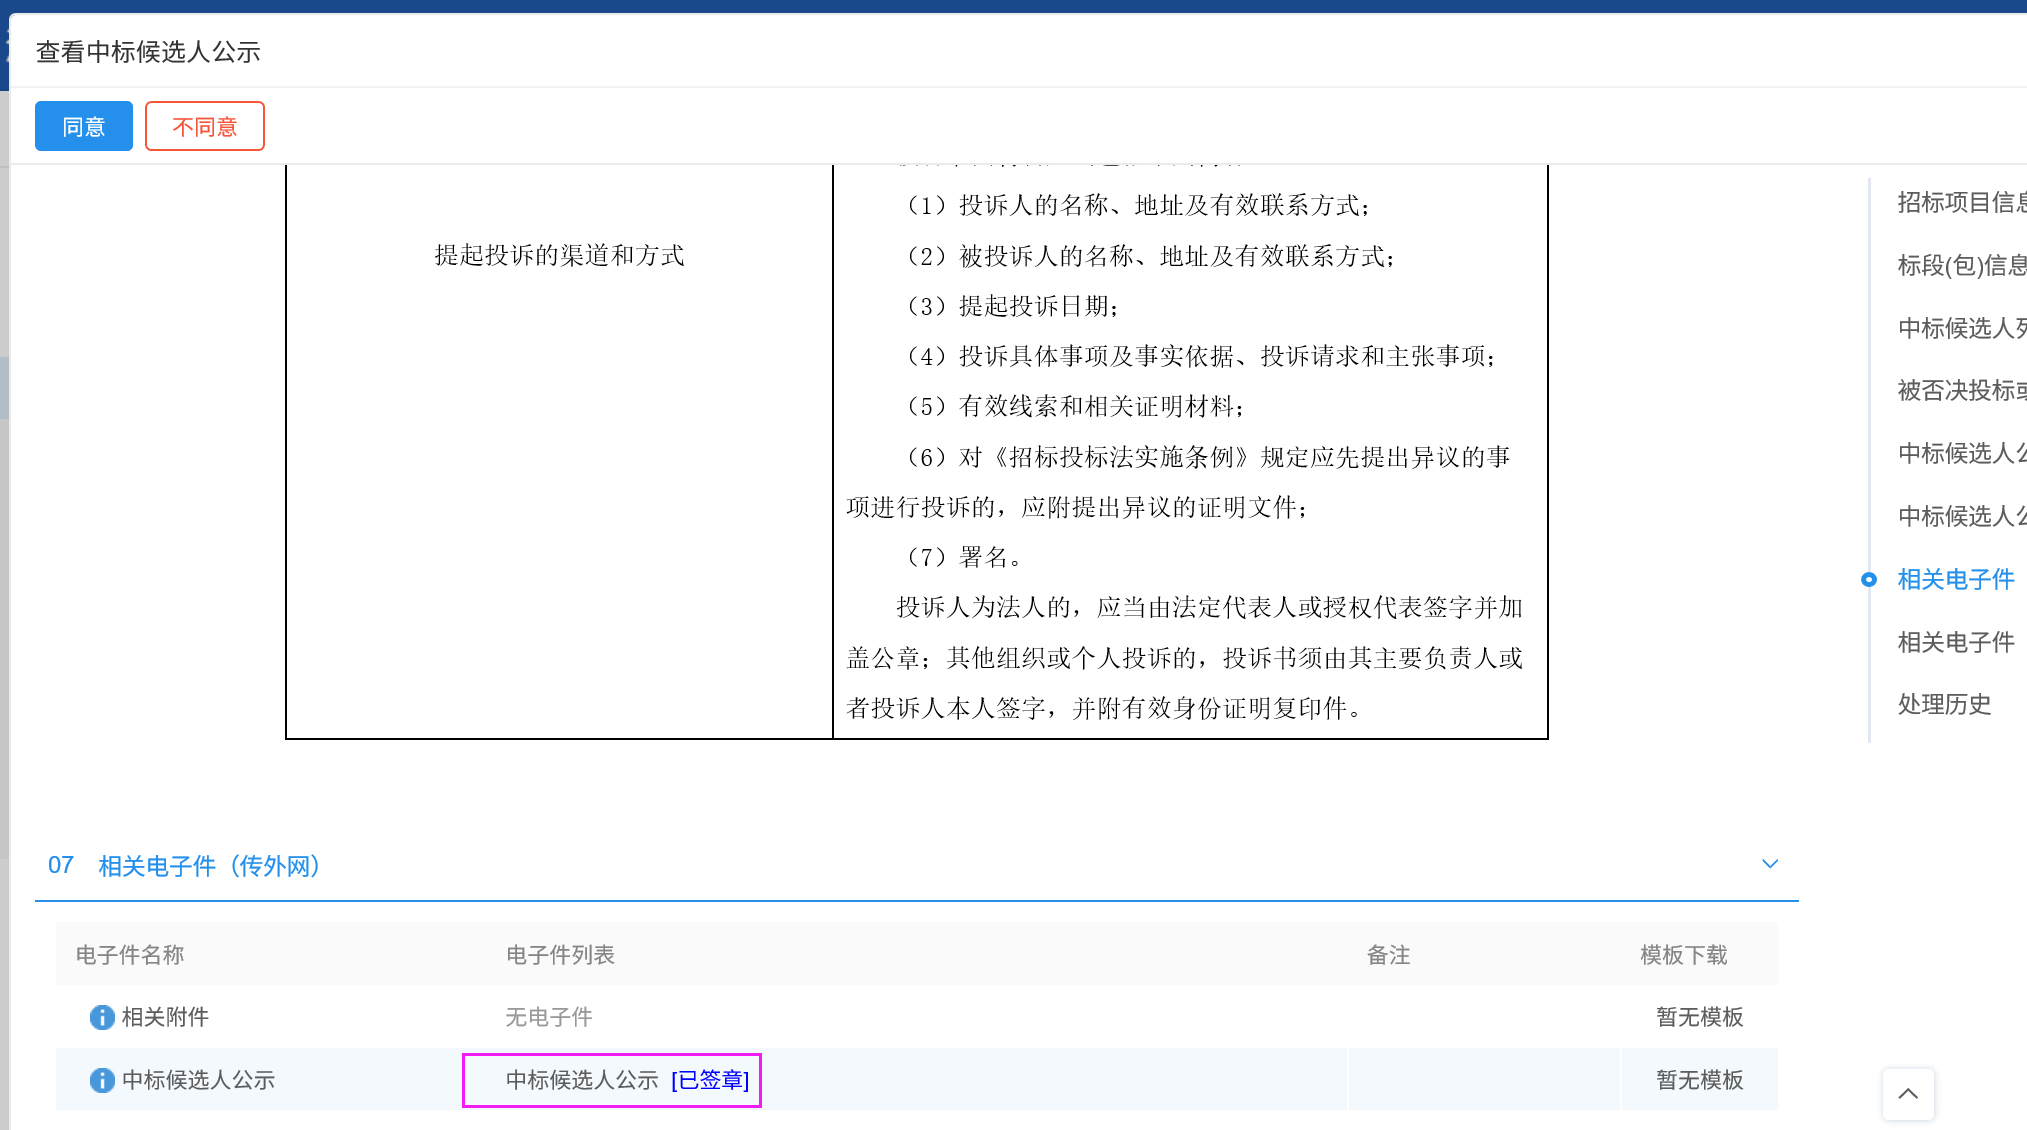 查看中标候选人公示
同意
不同意
提起投诉的渠道和方式
（1）投诉人的名称、地址及有效联系方式；
（2）被投诉人的名称、地址及有效联系方式；
（3）提起投诉日期；
（4）投诉具体事项及事实依据、投诉请求和主张事项；
（5）有效线索和相关证明材料；
（6）对《招标投标法实施条例》规定应先提出异议的事
项进行投诉的，应附提出异议的证明文件；
（7）署名。
投诉人为法人的，应当由法定代表人或授权代表签字并加
盖公章；其他组织或个人投诉的，投诉书须由其主要负责人或
者投诉人本人签字，并附有效身份证明复印件。
招标项目信息
标段(包)信息
中标候选人列
被否决投标或
中标候选人公
中标候选人公
相关电子件
相关电子件
处理历史
07 相关电子件（传外网）
电子件名称 电子件列表 备注 模板下载
相关附件 无电子件 暂无模板
中标候选人公示 中标候选人公示 [已签章] 暂无模板